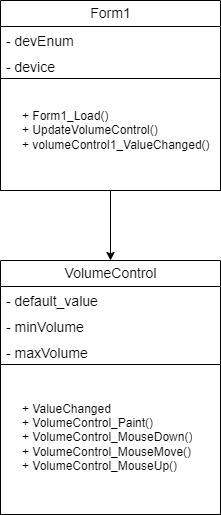 Form1
- devEnum
- device
+ Form1_Load()
+ UpdateVolumeControl()
+ volumeControl1_ValueChanged()
VolumeControl
- default_value
- minVolume
- maxVolume
+ ValueChanged
+ VolumeControl_Paint()
+ VolumeControl_MouseDown()
+ VolumeControl_MouseMove()
+ VolumeControl_MouseUp()